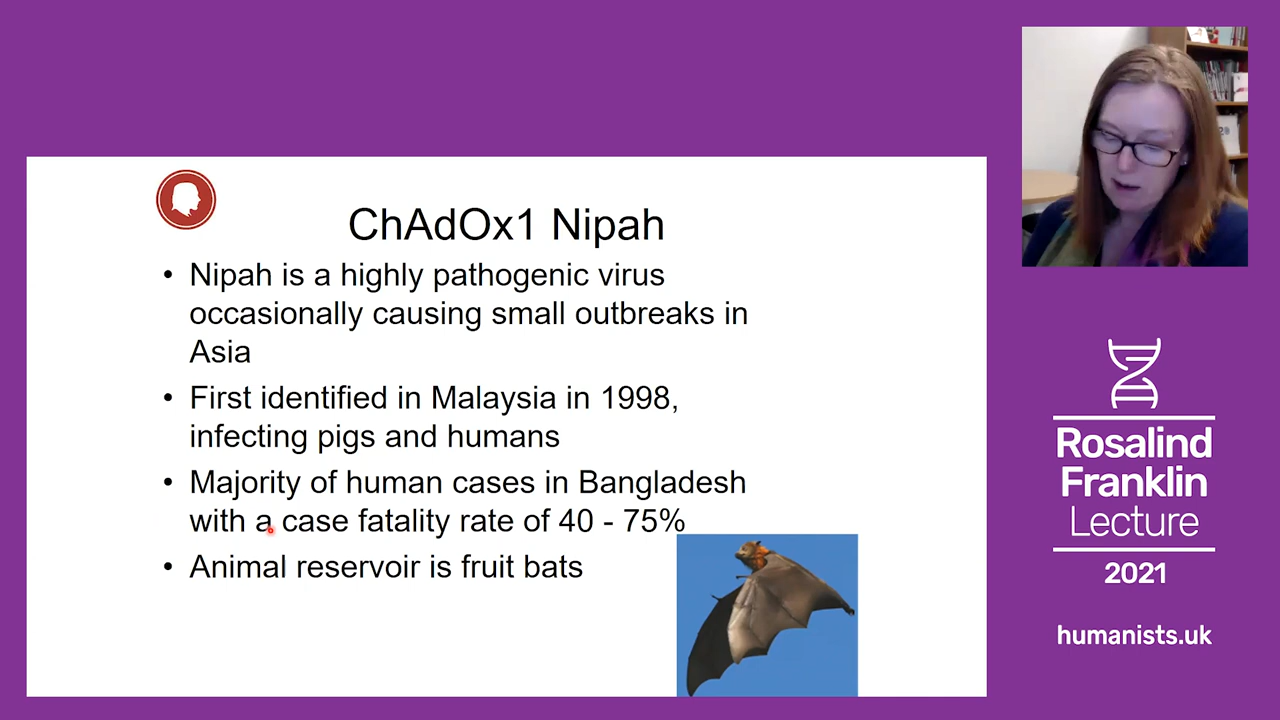 ChAdOx1 Nipah
• Nipah is a highly pathogenic virus
occasionally causing small outbreaks in
Asia
• First identified in Malaysia in 1998,
infecting pigs and humans
• Majority of human cases in Bangladesh
with a case fatality rate of 40 - 75%
• Animal reservoir is fruit bats
Rosalind
Franklin
Lecture
2021
humanists.uk